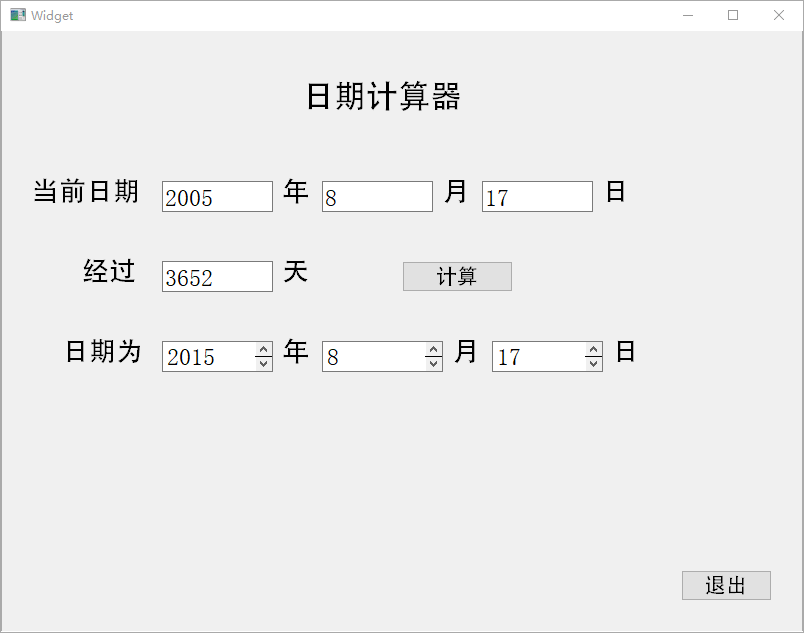 Widget
日期计算器
当前日期 2005 年 8 月 17 日
经过 3652 天 计算
日期为 2015 年 8 月 17 日
退出